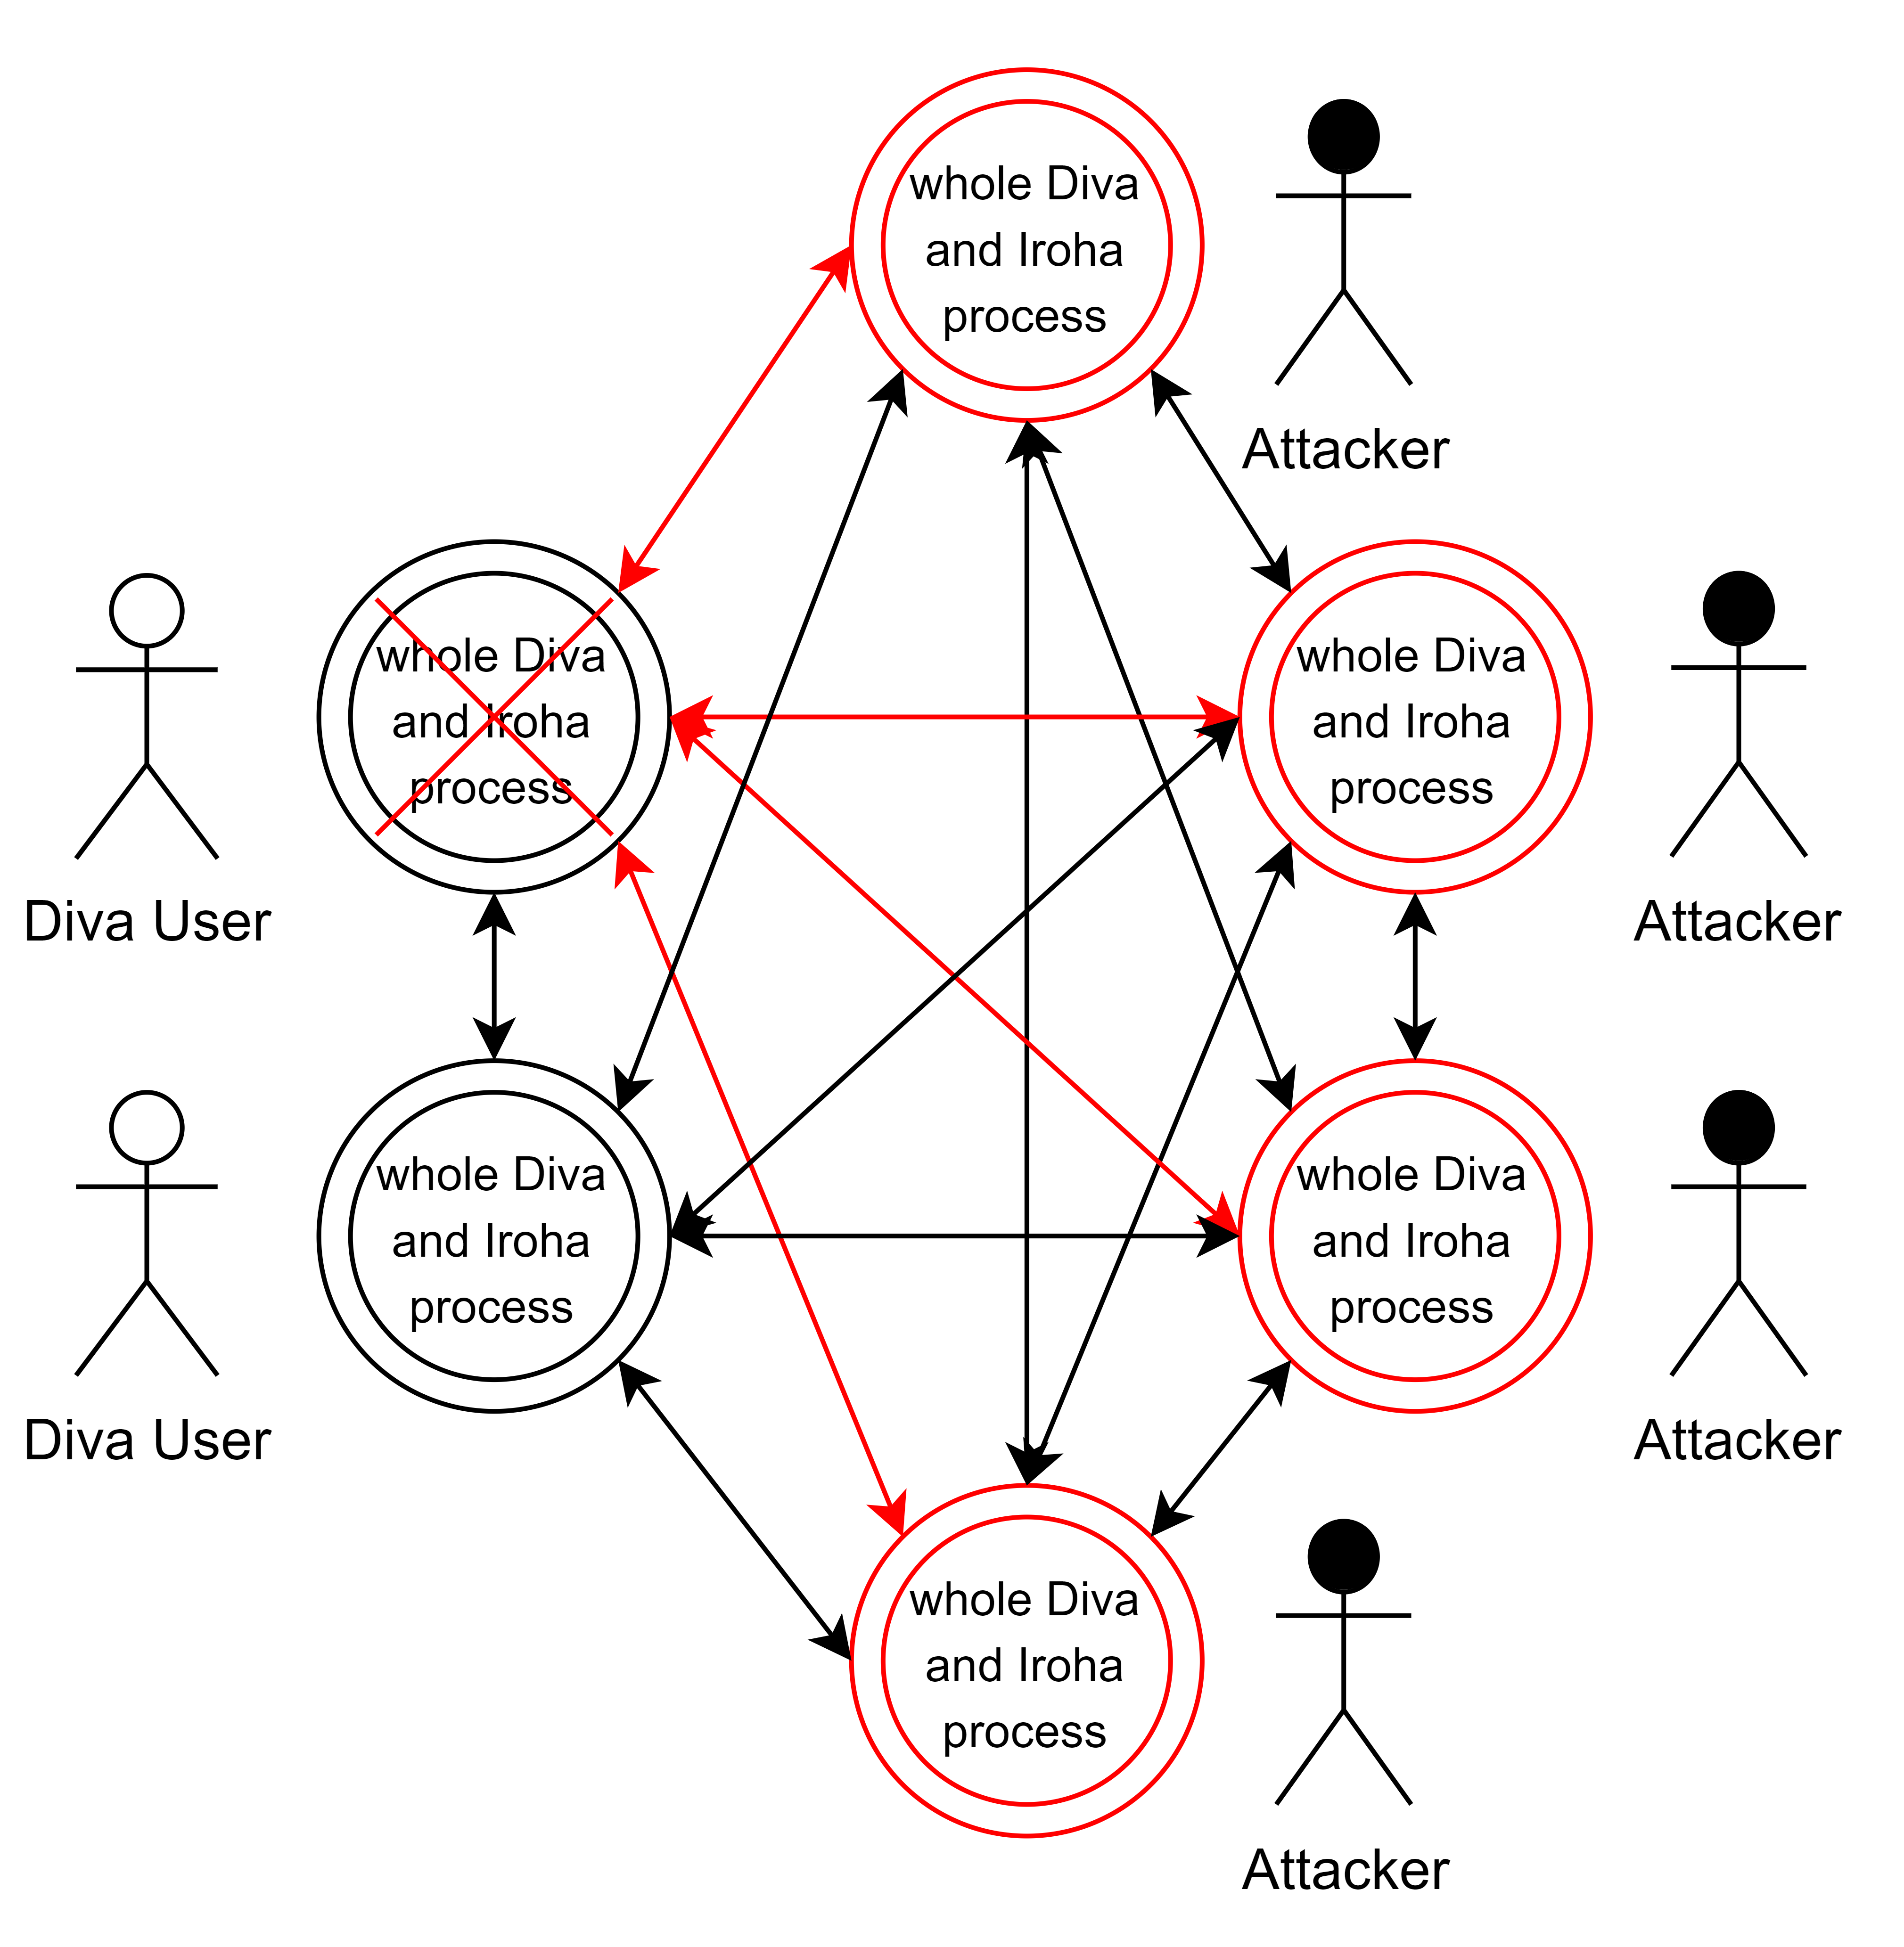 whole Diva
and Iroha
process
Attacker
whole Diva
and Iroha
process
Diva User
whole Diva
and Iroha
process
Attacker
whole Diva
and Iroha
process
Diva User
whole Diva
and Iroha
process
Attacker
whole Diva
and Iroha
process
Attacker